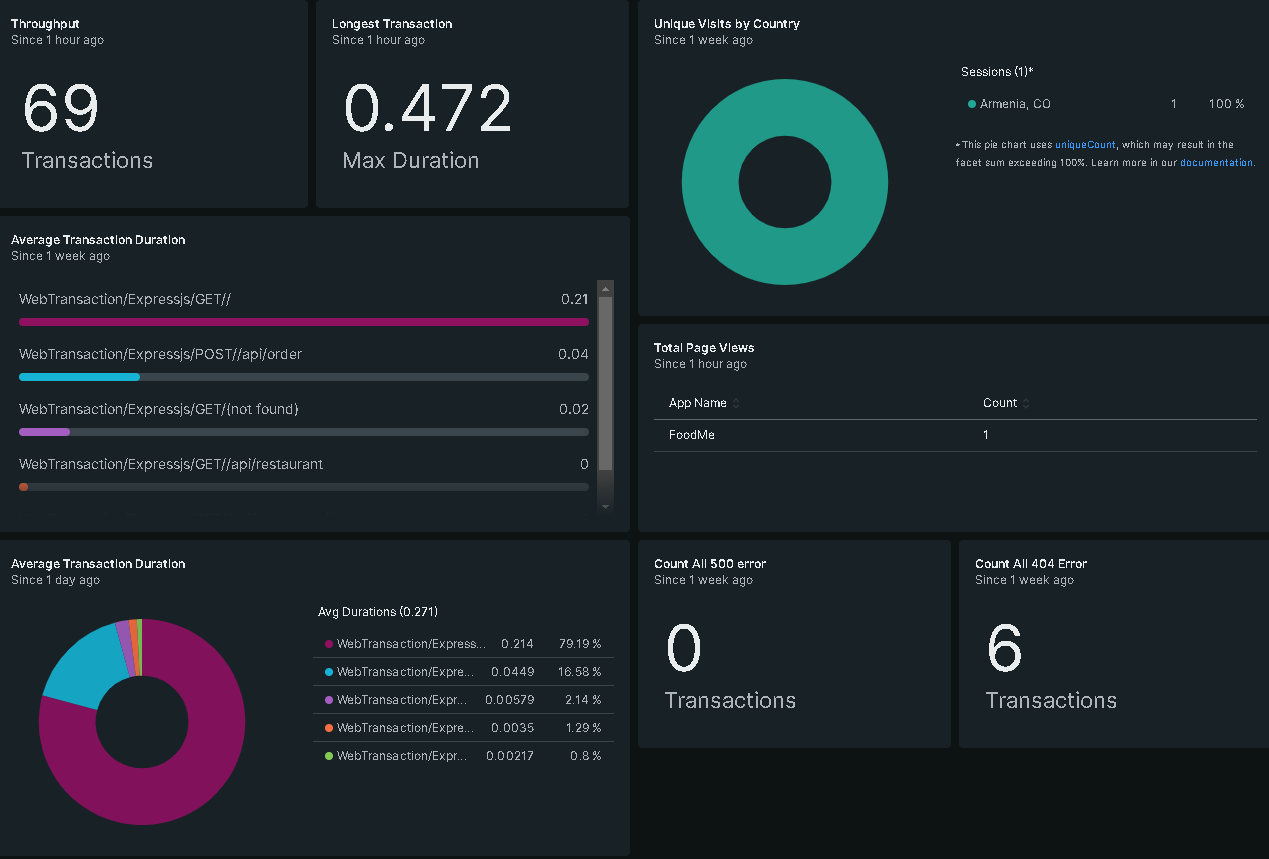 Throughput
Since 1 hour ago
69
Transactions
Longest Transaction
Since 1 hour ago
0.472
Max Duration
Unique Visits by Country
Since 1 week ago
Sessions (1)*
Armenia, CO 1 100 %
* This pie chart uses uniqueCount, which may result in the
facet sum exceeding 100%. Learn more in our documentation.
Average Transaction Duration
Since 1 week ago
WebTransaction/Expressjs/GET// 0.21
WebTransaction/Expressjs/POST//api/order 0.04
WebTransaction/Expressjs/GET/(not found) 0.02
WebTransaction/Expressjs/GET//api/restaurant 0
Total Page Views
Since 1 hour ago
App Name Count
FoodMe 1
Average Transaction Duration
Since 1 day ago
Avg Durations (0.271)
WebTransaction/Express... 0.214 79.19 %
WebTransaction/Expre... 0.0449 16.58 %
WebTransaction/Expr... 0.00579 2.14 %
WebTransaction/Expre... 0.0035 1.29 %
WebTransaction/Expr... 0.00217 0.8 %
Count All 500 error
Since 1 week ago
0
Transactions
Count All 404 Error
Since 1 week ago
6
Transactions